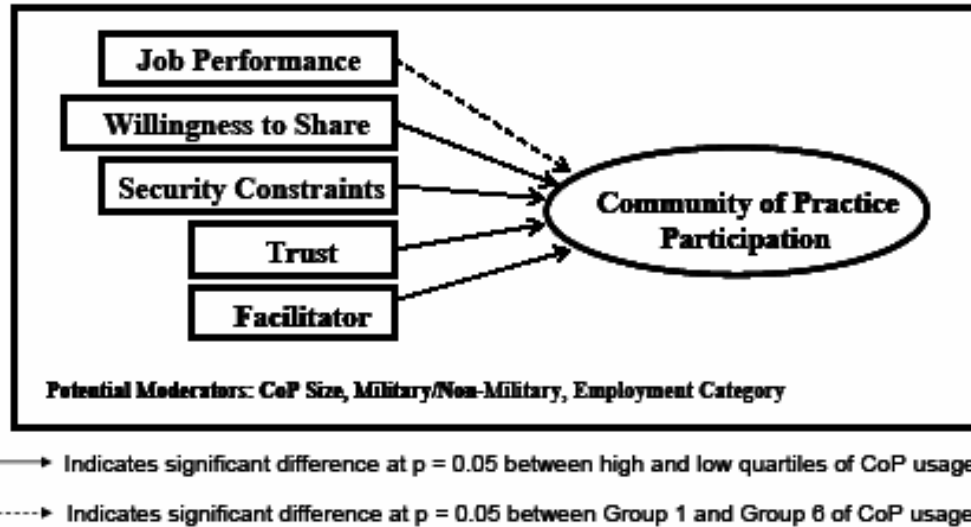 Job Performance
Willingness to Share
Security Constraints
Trust
Facilitator
Community of Practice
Participation
Potential Moderators: CoP Size, Military/Non-Military, Employment Category
Indicates significant difference at p = 0.05 between high and low quartiles of CoP usage
Indicates significant difference at p = 0.05 between Group 1 and Group 6 of CoP usage